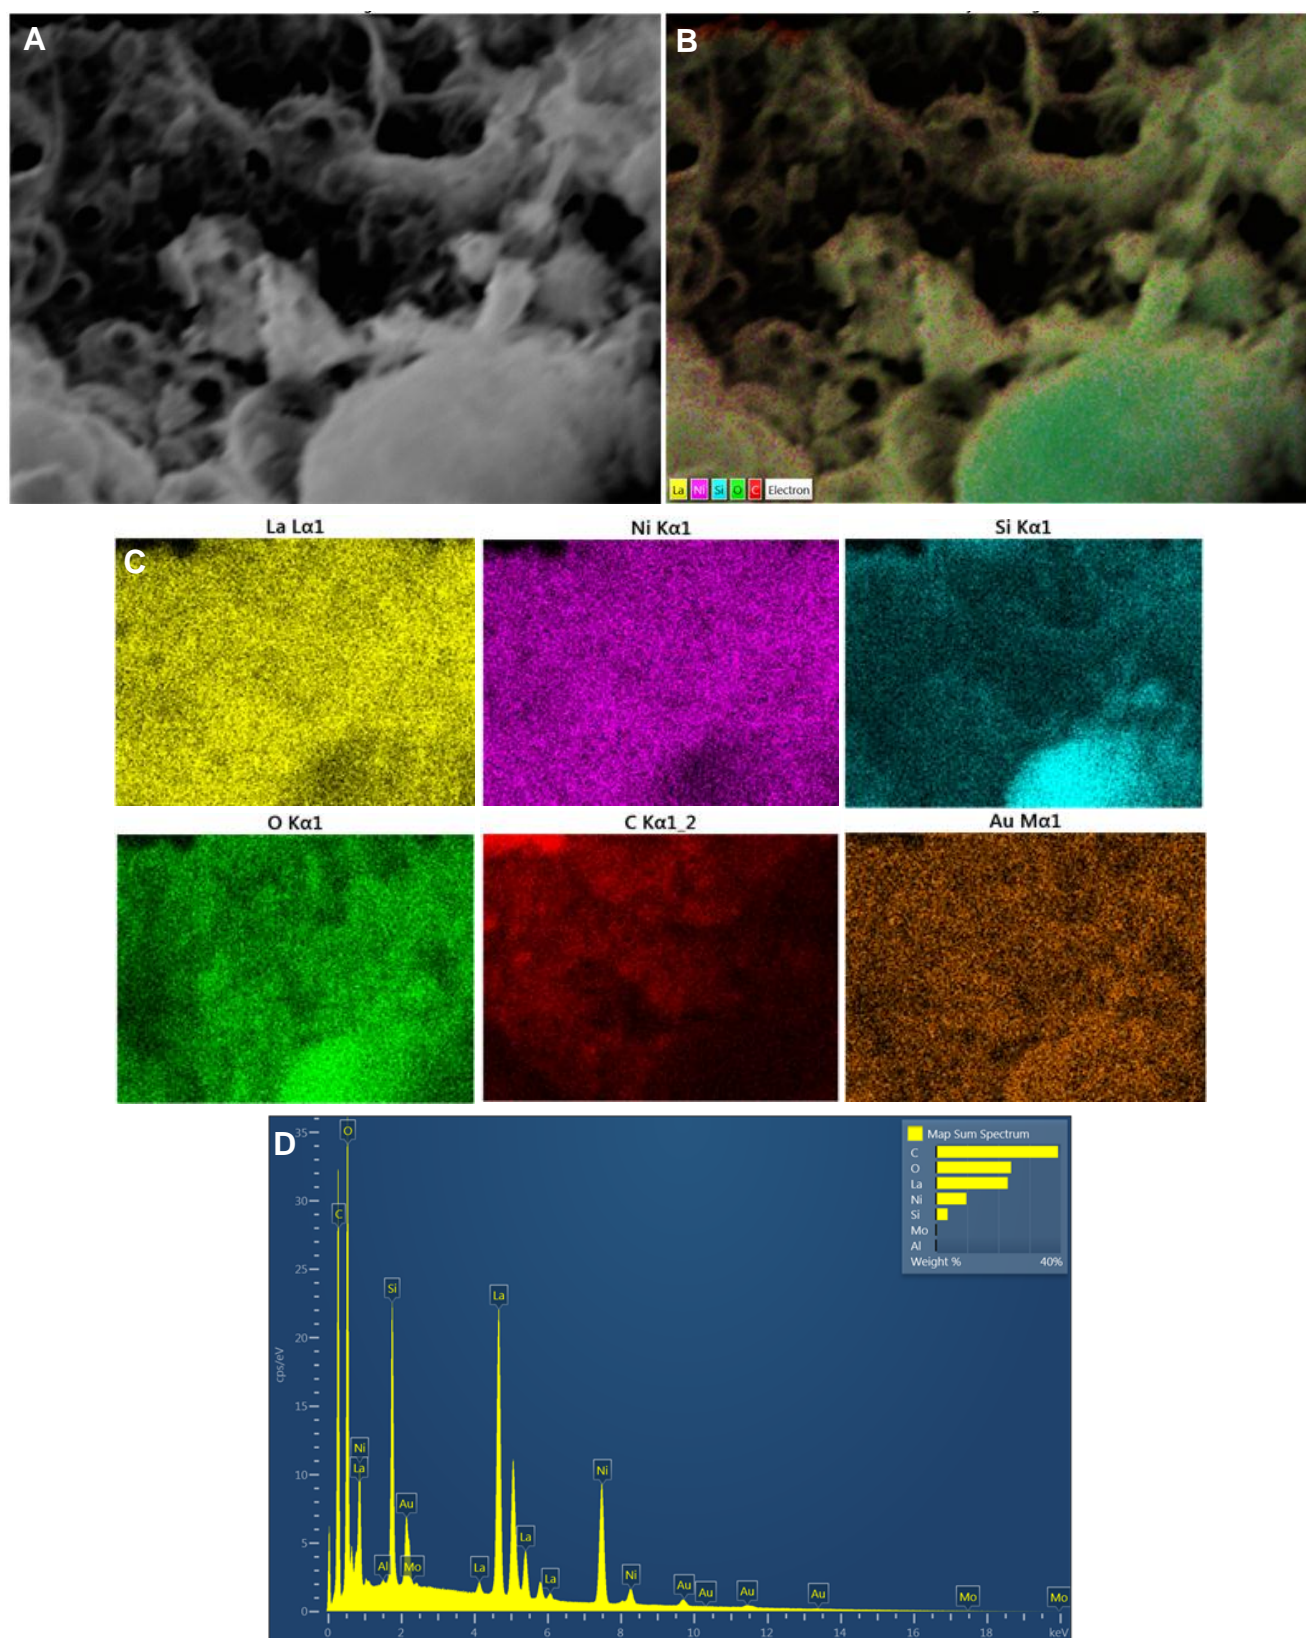 A
B
La Ni Si O C Electron
La Lα1
Ni Kα1
Si Kα1
C
O Kα1
C Kα1_2
Au Mα1
D
Map Sum Spectrum
C
O
La
Ni
Si
Mo
Al
Weight % 40%
cps/eV
35
30
25
20
15
10
5
0
O
C
Ni
La
Si
Au
Al
Mo
La
La
La
La
Ni
Ni
Au
Au
Au
Au
Mo
Mo
0 2 4 6 8 10 12 14 16 18 keV